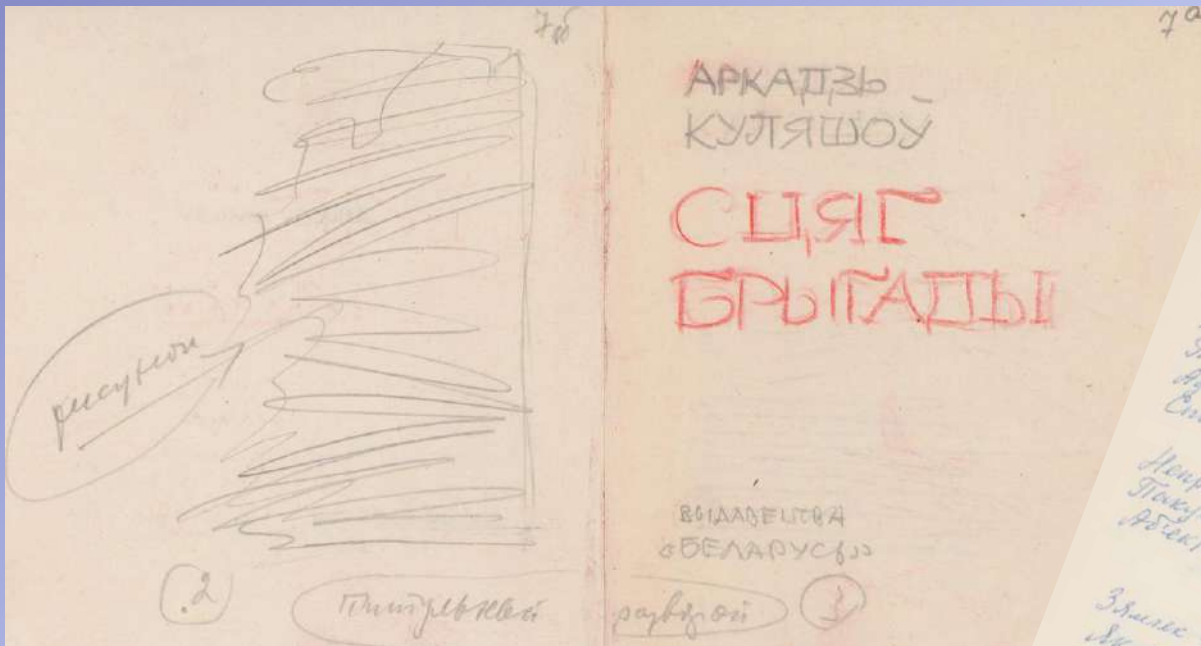 7б
рисунок
.2
7а
АРКАДЗЬ
КУЛЯШОЎ
СЦЯГ
БРЫГАДЫ
ВЫДАВЕЦТВА
«БЕЛАРУСЬ»
Титульный разворот
3